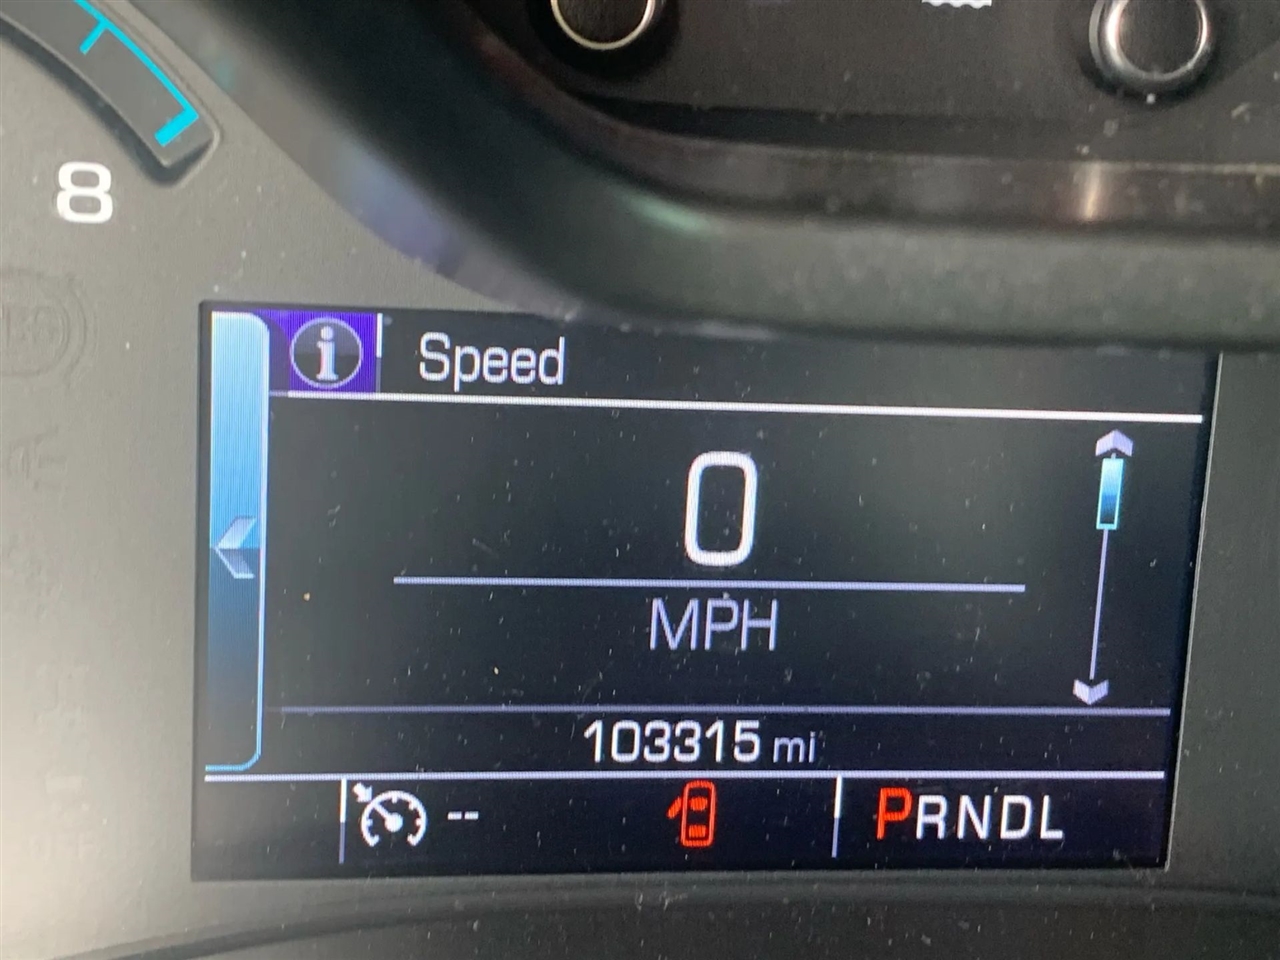 8
i Speed
0
MPH
103315 mi
-- PRNDL